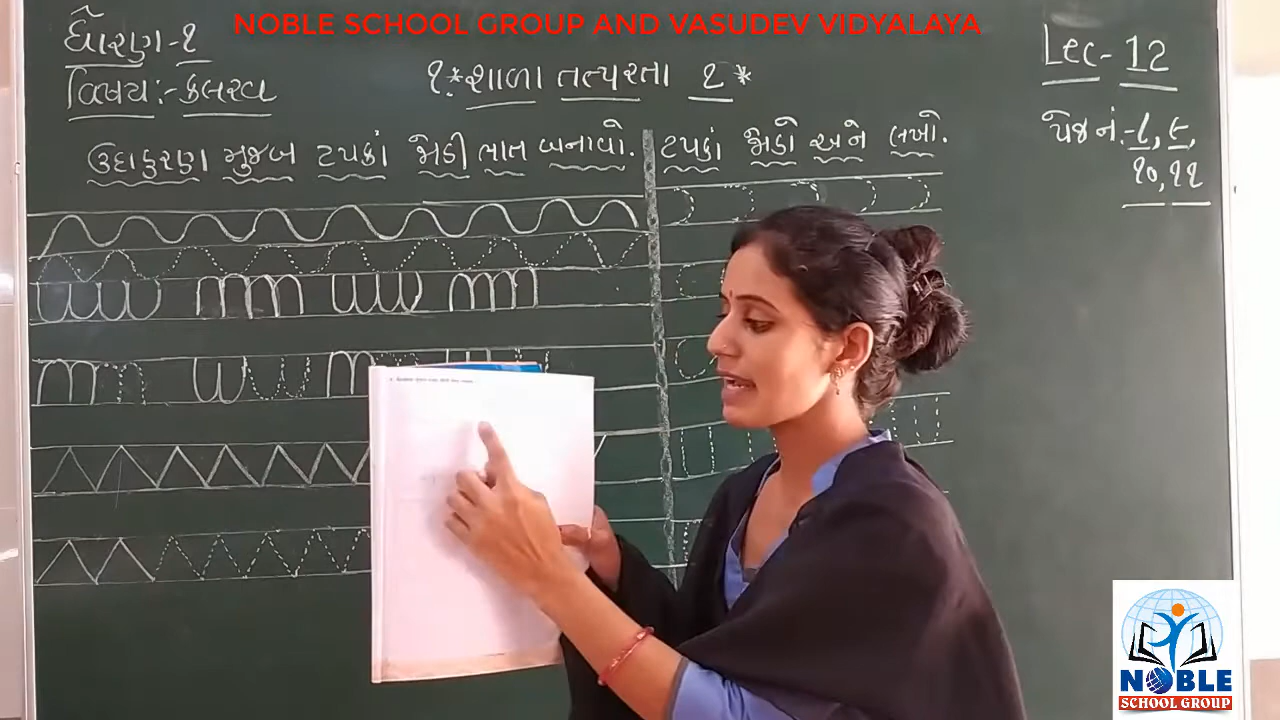 NOBLE SCHOOL GROUP AND VASUDEV VIDYALAYA
ધોરણ-૧
વિષય:- કલરવ
૧.*શાળા તત્પરતા ૧*
Lec- 12
પેજ નં.-૮,૯,
૧૦,૧૧
ઉદાહરણ મુજબ ટપકાં જોડી ભાત બનાવો.
ટપકાં જોડો અને લખો.
NOBLE
SCHOOL GROUP